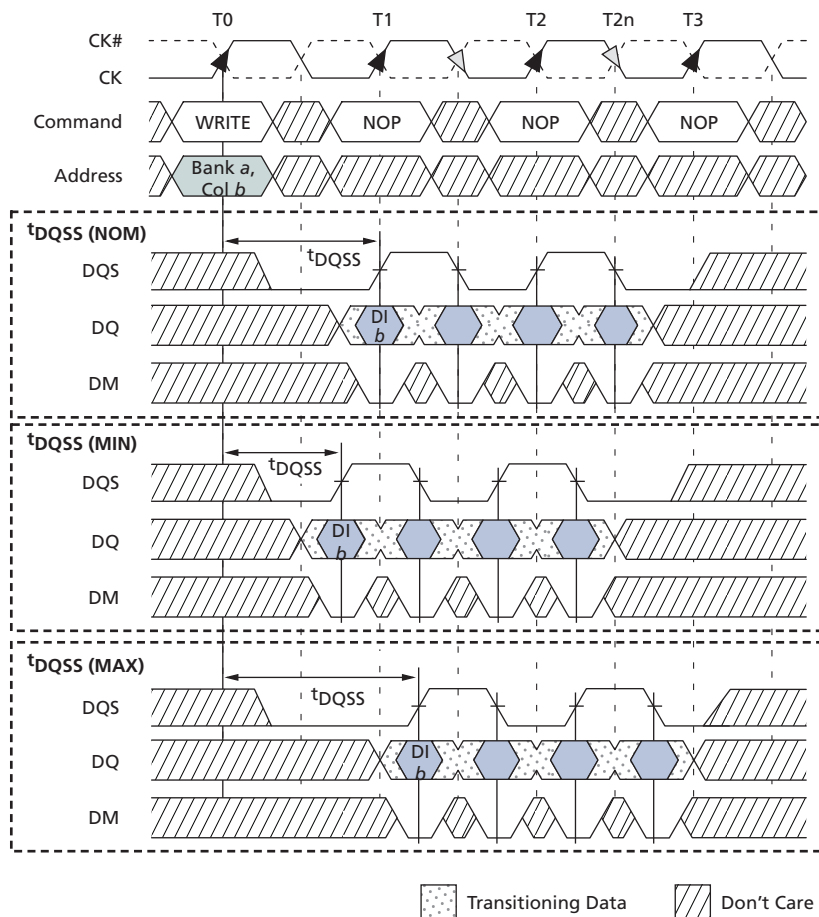 T0 T1 T2 T2n T3
CK#
CK
Command WRITE NOP NOP NOP
Address Bank a, Col b
tDQSS (NOM)
tDQSS
DQS
DQ DI b
DM
tDQSS (MIN)
tDQSS
DQS
DQ DI b
DM
tDQSS (MAX)
tDQSS
DQS
DQ DI b
DM
Transitioning Data Don't Care